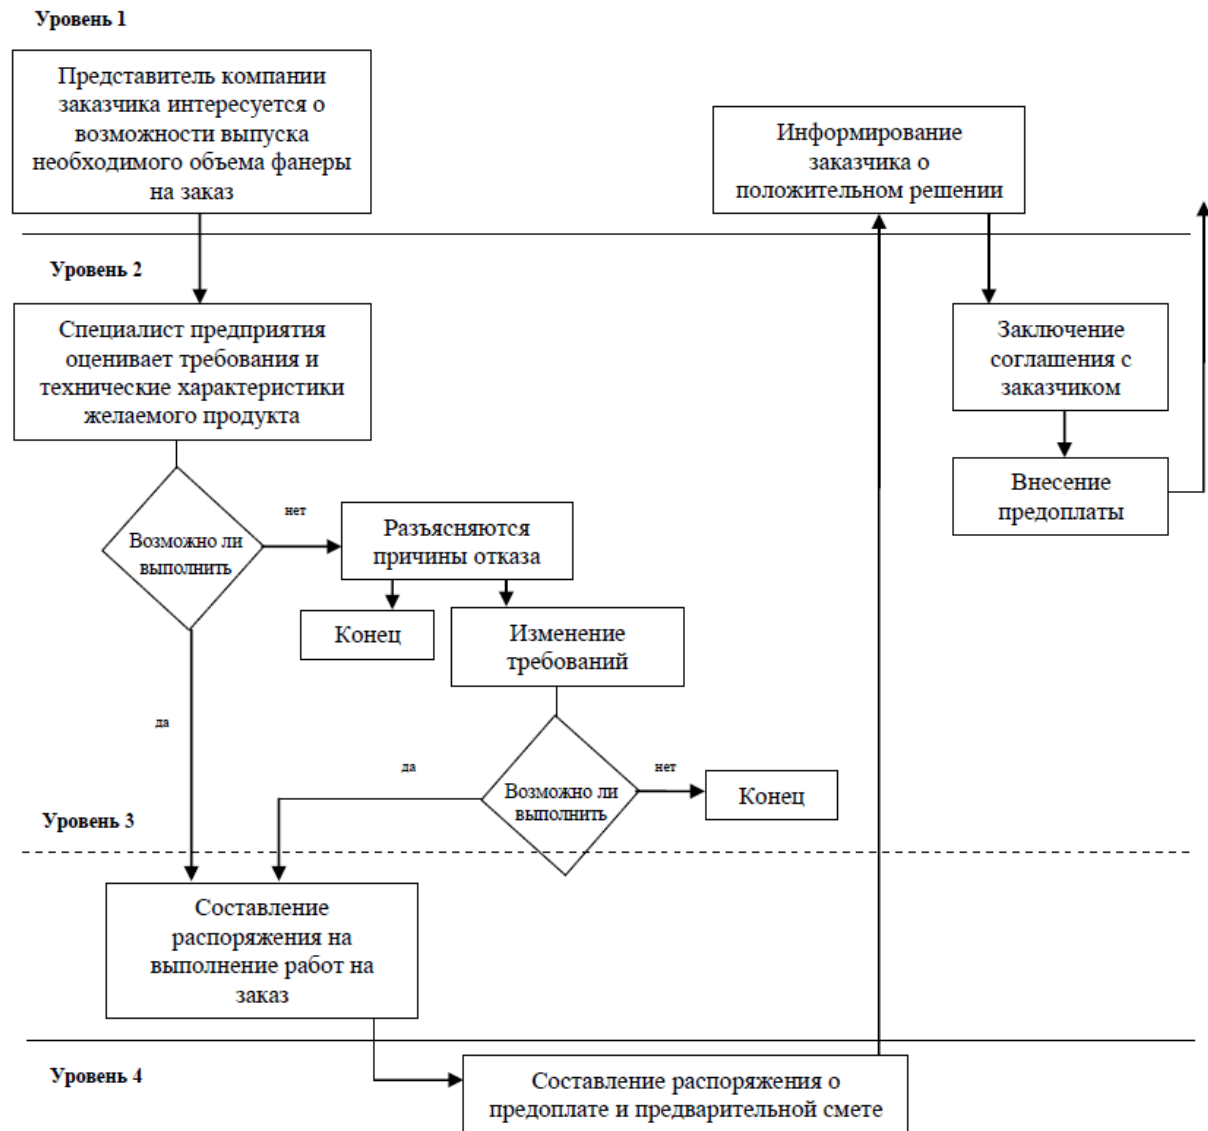 Уровень 1
Представитель компании
заказчика интересуется о
возможности выпуска
необходимого объема фанеры
на заказ
Информирование
заказчика о
положительном решении
Уровень 2
Специалист предприятия
оценивает требования и
технические характеристики
желаемого продукта
Заключение
соглашения с
заказчиком
Внесение
предоплаты
Возможно ли
выполнить
нет
Разъясняются
причины отказа
Конец
Изменение
требований
да
Возможно ли
выполнить
да
нет
Конец
Уровень 3
Составление
распоряжения на
выполнение работ на
заказ
Уровень 4
Составление распоряжения о
предоплате и предварительной смете